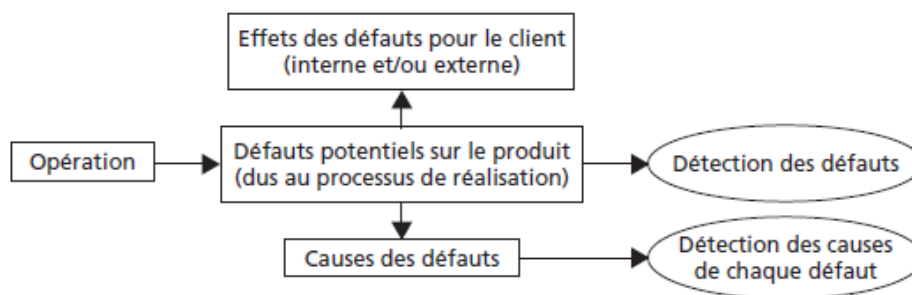 Effets des défauts pour le client
(interne et/ou externe)
Opération
Défauts potentiels sur le produit
(dus au processus de réalisation)
Détection des défauts
Causes des défauts
Détection des causes
de chaque défaut